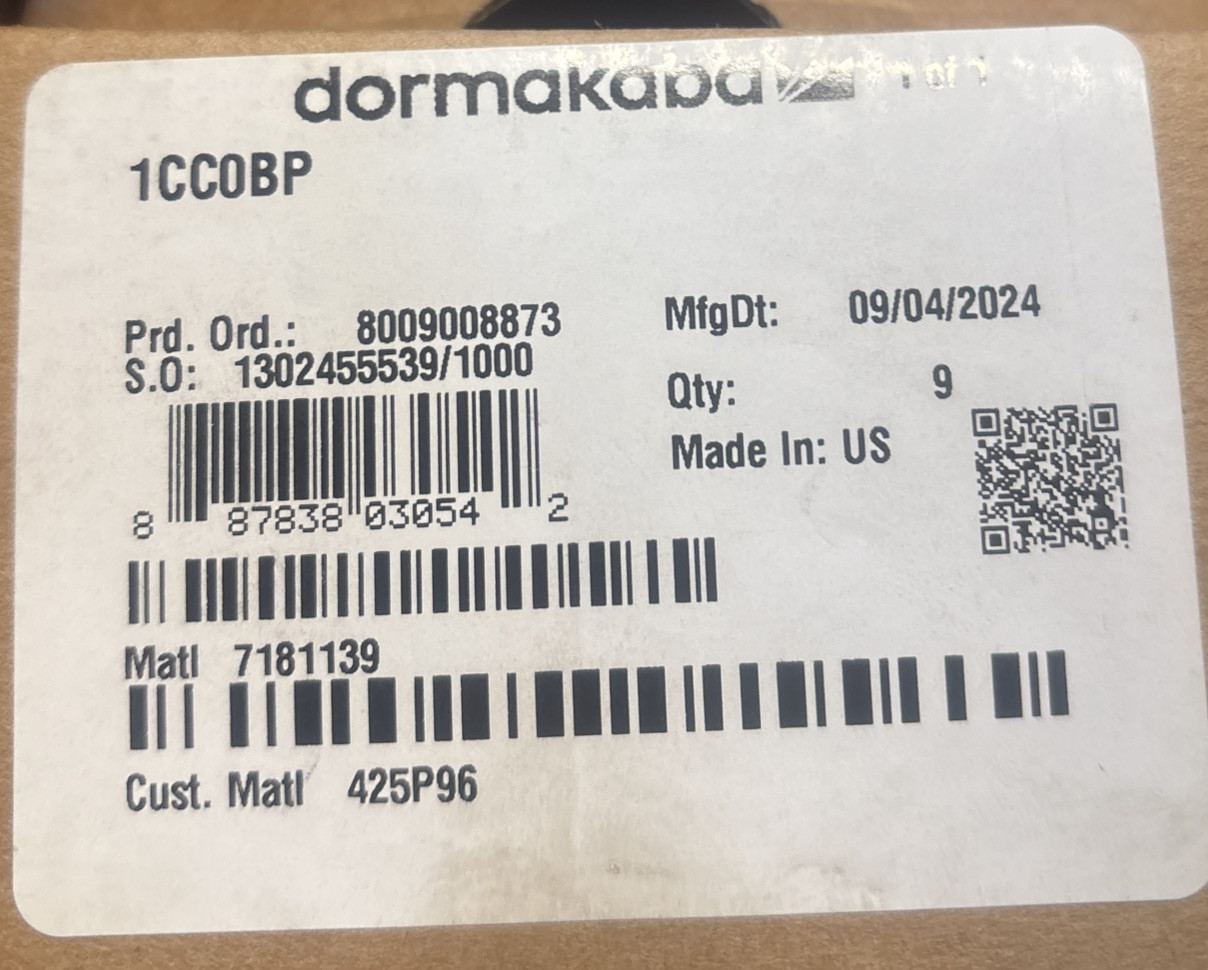 dormakaba
1CC0BP
Prd. Ord.: 8009008873
S.O: 1302455539/1000
MfgDt: 09/04/2024
Qty: 9
Made In: US
8 87838 03054 2
Matl 7181139
Cust. Matl 425P96